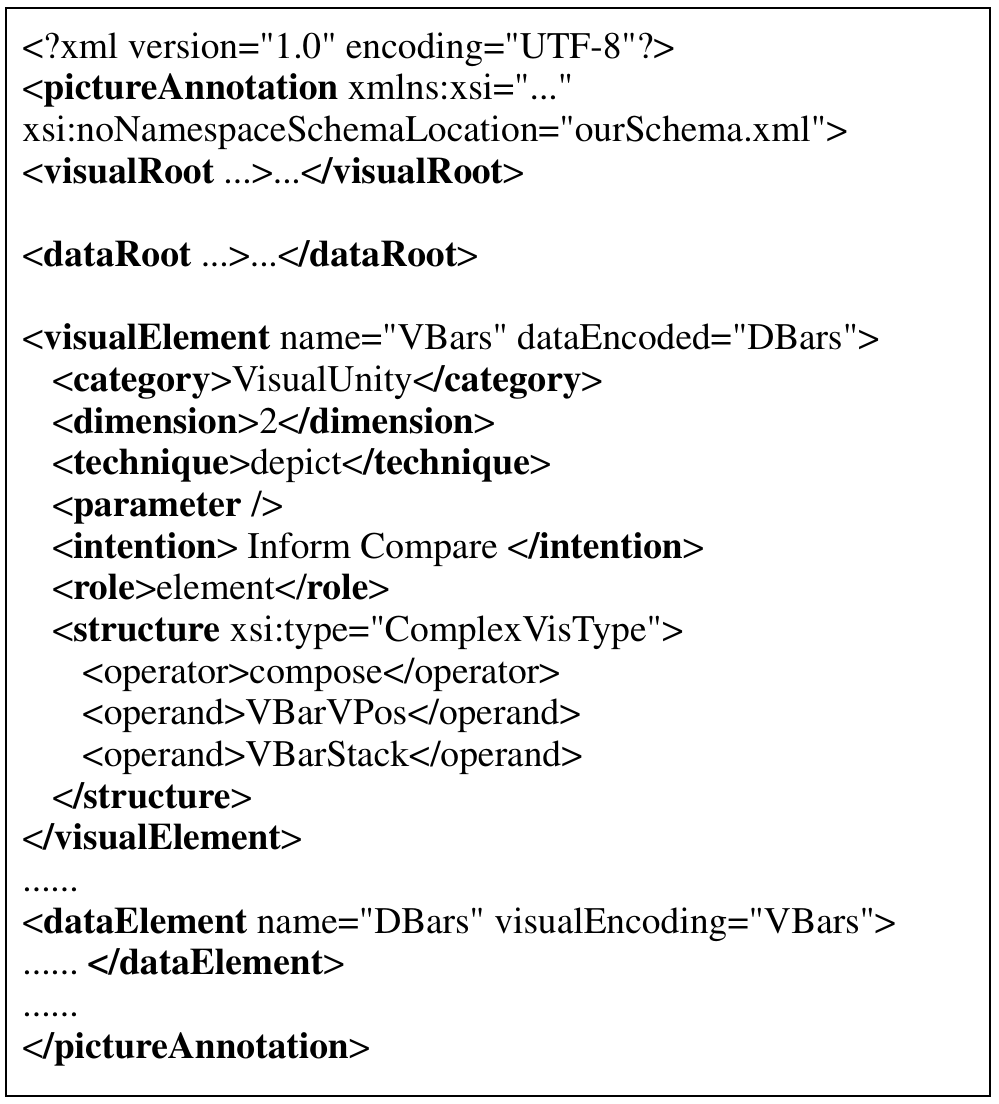 <?xml version="1.0" encoding="UTF-8"?>
<pictureAnnotation xmlns:xsi="..."
xsi:noNamespaceSchemaLocation="ourSchema.xml">
<visualRoot ...>...</visualRoot>
<dataRoot ...>...</dataRoot>
<visualElement name="VBars" dataEncoded="DBars">
<category>VisualUnity</category>
<dimension>2</dimension>
<technique>depict</technique>
<parameter />
<intention> Inform Compare </intention>
<role>element</role>
<structure xsi:type="ComplexVisType">
<operator>compose</operator>
<operand>VBarVPos</operand>
<operand>VBarStack</operand>
</structure>
</visualElement>
......
<dataElement name="DBars" visualEncoding="VBars">
...... </dataElement>
......
</pictureAnnotation>